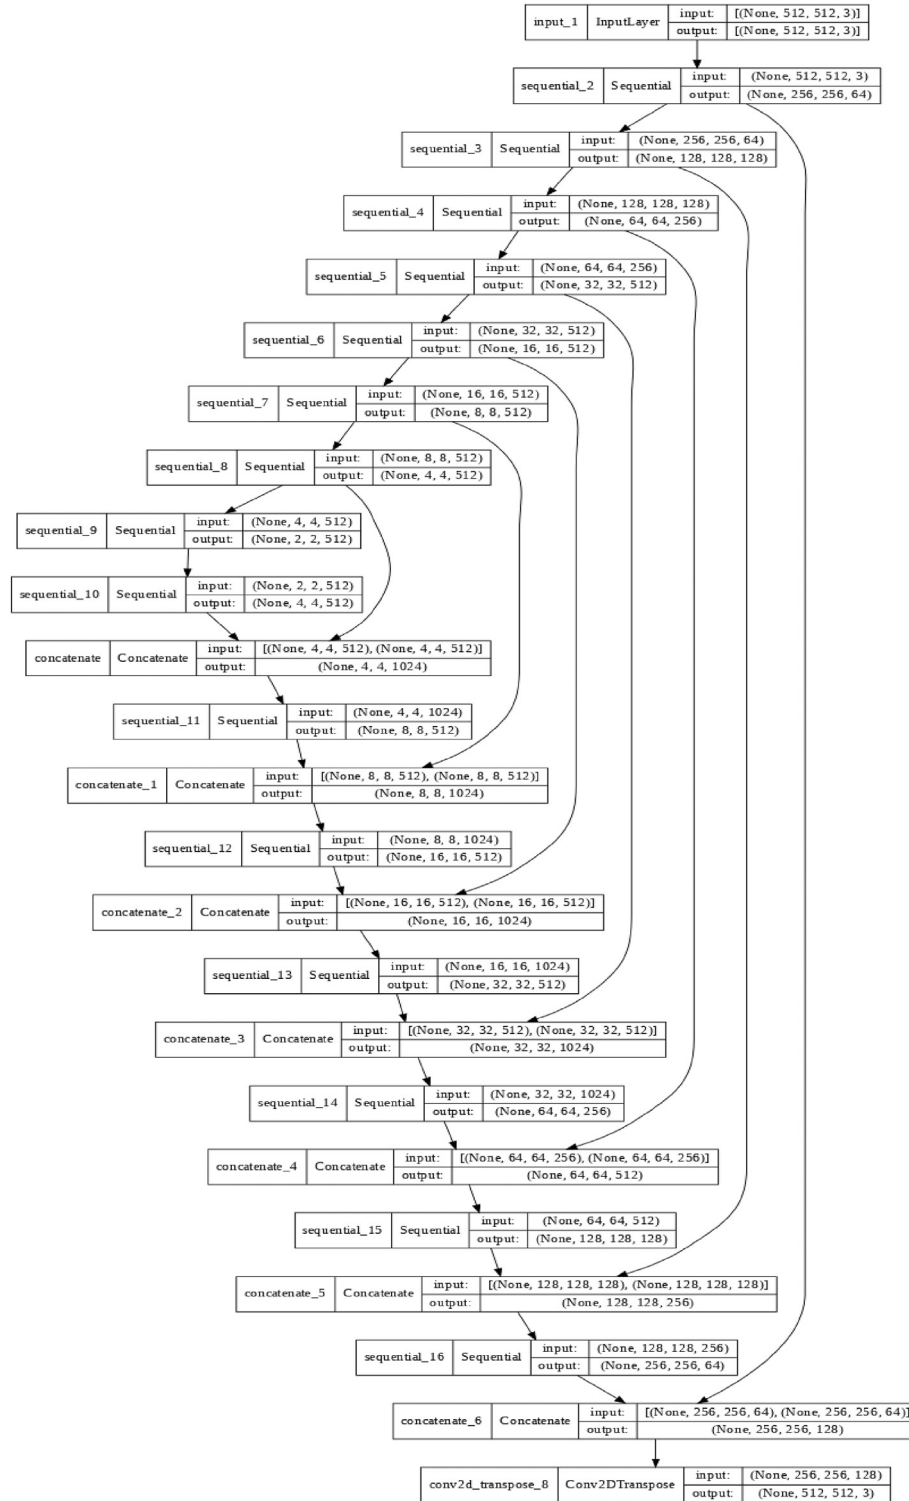 input_1 InputLayer input: [(None, 512, 512, 3)]
output: [(None, 512, 512, 3)]
sequential_2 Sequential input: (None, 512, 512, 3)
output: (None, 256, 256, 64)
sequential_3 Sequential input: (None, 256, 256, 64)
output: (None, 128, 128, 128)
sequential_4 Sequential input: (None, 128, 128, 128)
output: (None, 64, 64, 256)
sequential_5 Sequential input: (None, 64, 64, 256)
output: (None, 32, 32, 512)
sequential_6 Sequential input: (None, 32, 32, 512)
output: (None, 16, 16, 512)
sequential_7 Sequential input: (None, 16, 16, 512)
output: (None, 8, 8, 512)
sequential_8 Sequential input: (None, 8, 8, 512)
output: (None, 4, 4, 512)
sequential_9 Sequential input: (None, 4, 4, 512)
output: (None, 2, 2, 512)
sequential_10 Sequential input: (None, 2, 2, 512)
output: (None, 4, 4, 512)
concatenate Concatenate input: [(None, 4, 4, 512), (None, 4, 4, 512)]
output: (None, 4, 4, 1024)
sequential_11 Sequential input: (None, 4, 4, 1024)
output: (None, 8, 8, 512)
concatenate_1 Concatenate input: [(None, 8, 8, 512), (None, 8, 8, 512)]
output: (None, 8, 8, 1024)
sequential_12 Sequential input: (None, 8, 8, 1024)
output: (None, 16, 16, 512)
concatenate_2 Concatenate input: [(None, 16, 16, 512), (None, 16, 16, 512)]
output: (None, 16, 16, 1024)
sequential_13 Sequential input: (None, 16, 16, 1024)
output: (None, 32, 32, 512)
concatenate_3 Concatenate input: [(None, 32, 32, 512), (None, 32, 32, 512)]
output: (None, 32, 32, 1024)
sequential_14 Sequential input: (None, 32, 32, 1024)
output: (None, 64, 64, 256)
concatenate_4 Concatenate input: [(None, 64, 64, 256), (None, 64, 64, 256)]
output: (None, 64, 64, 512)
sequential_15 Sequential input: (None, 64, 64, 512)
output: (None, 128, 128, 128)
concatenate_5 Concatenate input: [(None, 128, 128, 128), (None, 128, 128, 128)]
output: (None, 128, 128, 256)
sequential_16 Sequential input: (None, 128, 128, 256)
output: (None, 256, 256, 64)
concatenate_6 Concatenate input: [(None, 256, 256, 64), (None, 256, 256, 64)]
output: (None, 256, 256, 128)
conv2d_transpose_8 Conv2DTranspose input: (None, 256, 256, 128)
output: (None, 512, 512, 3)